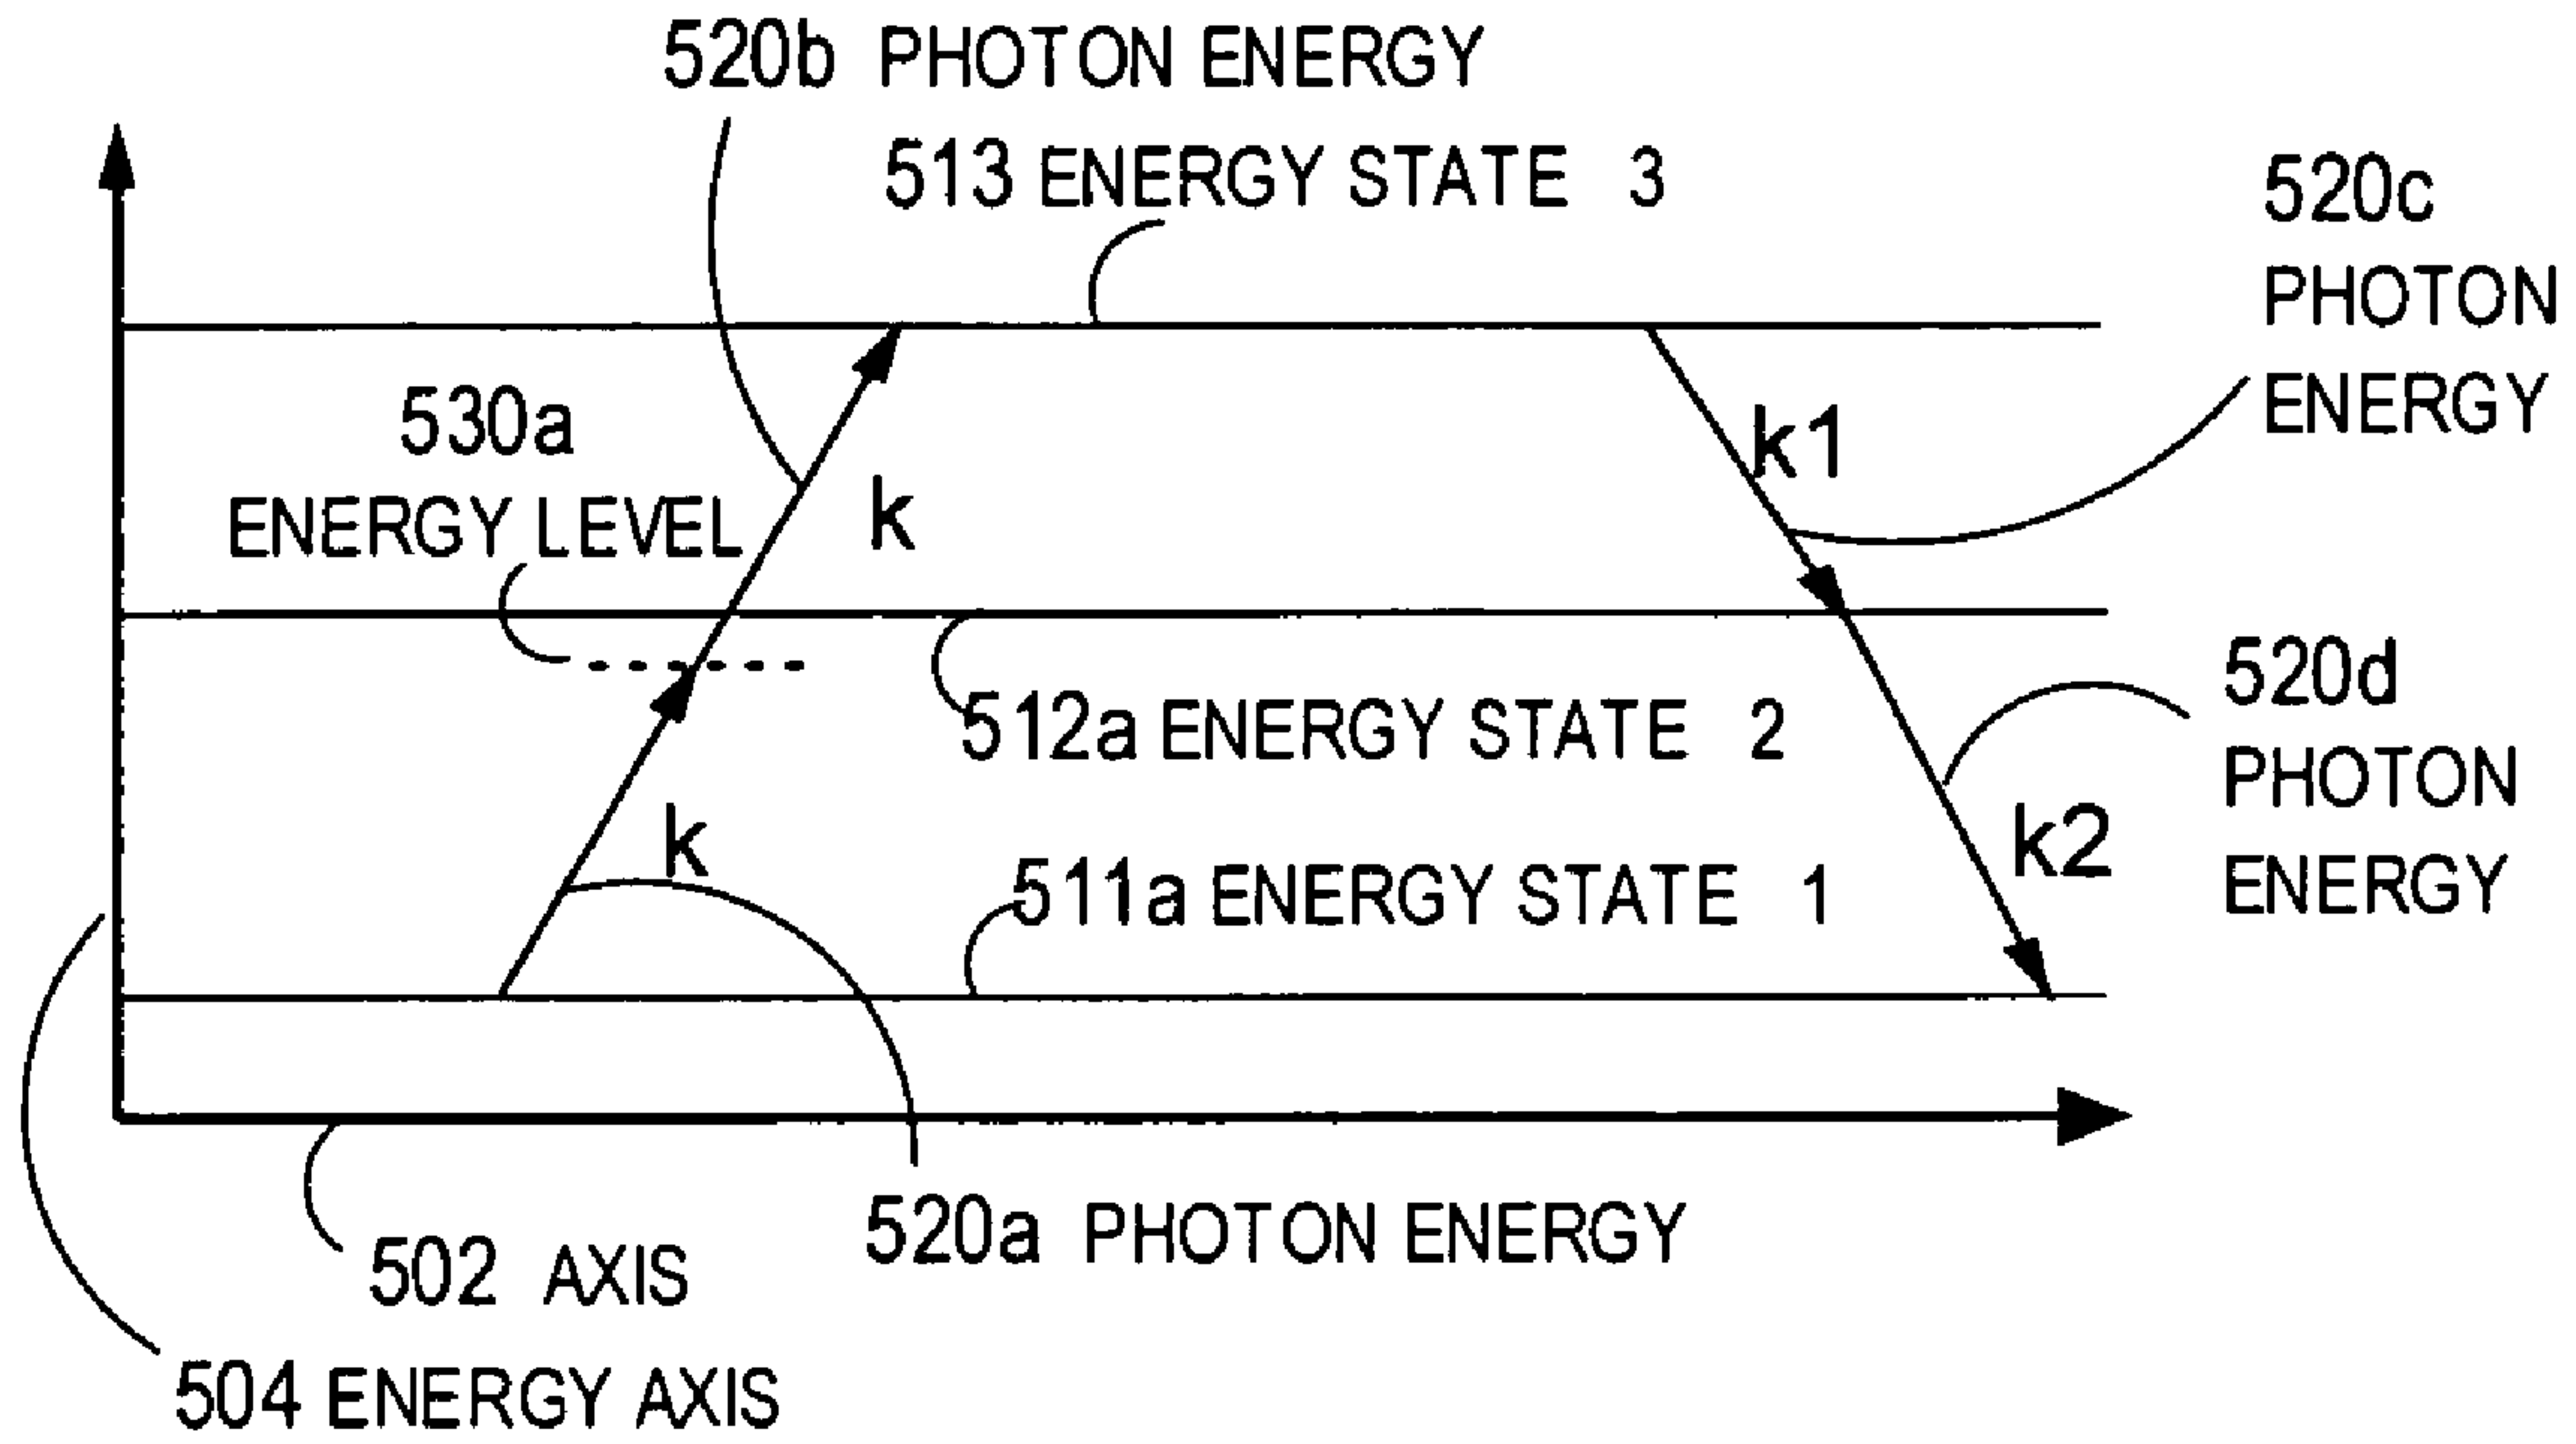 520b PHOTON ENERGY
513 ENERGY STATE 3
520c
PHOTON
ENERGY
530a
ENERGY LEVEL
k
k1
512a ENERGY STATE 2
520d
PHOTON
ENERGY
k
k2
511a ENERGY STATE 1
520a PHOTON ENERGY
502 AXIS
504 ENERGY AXIS